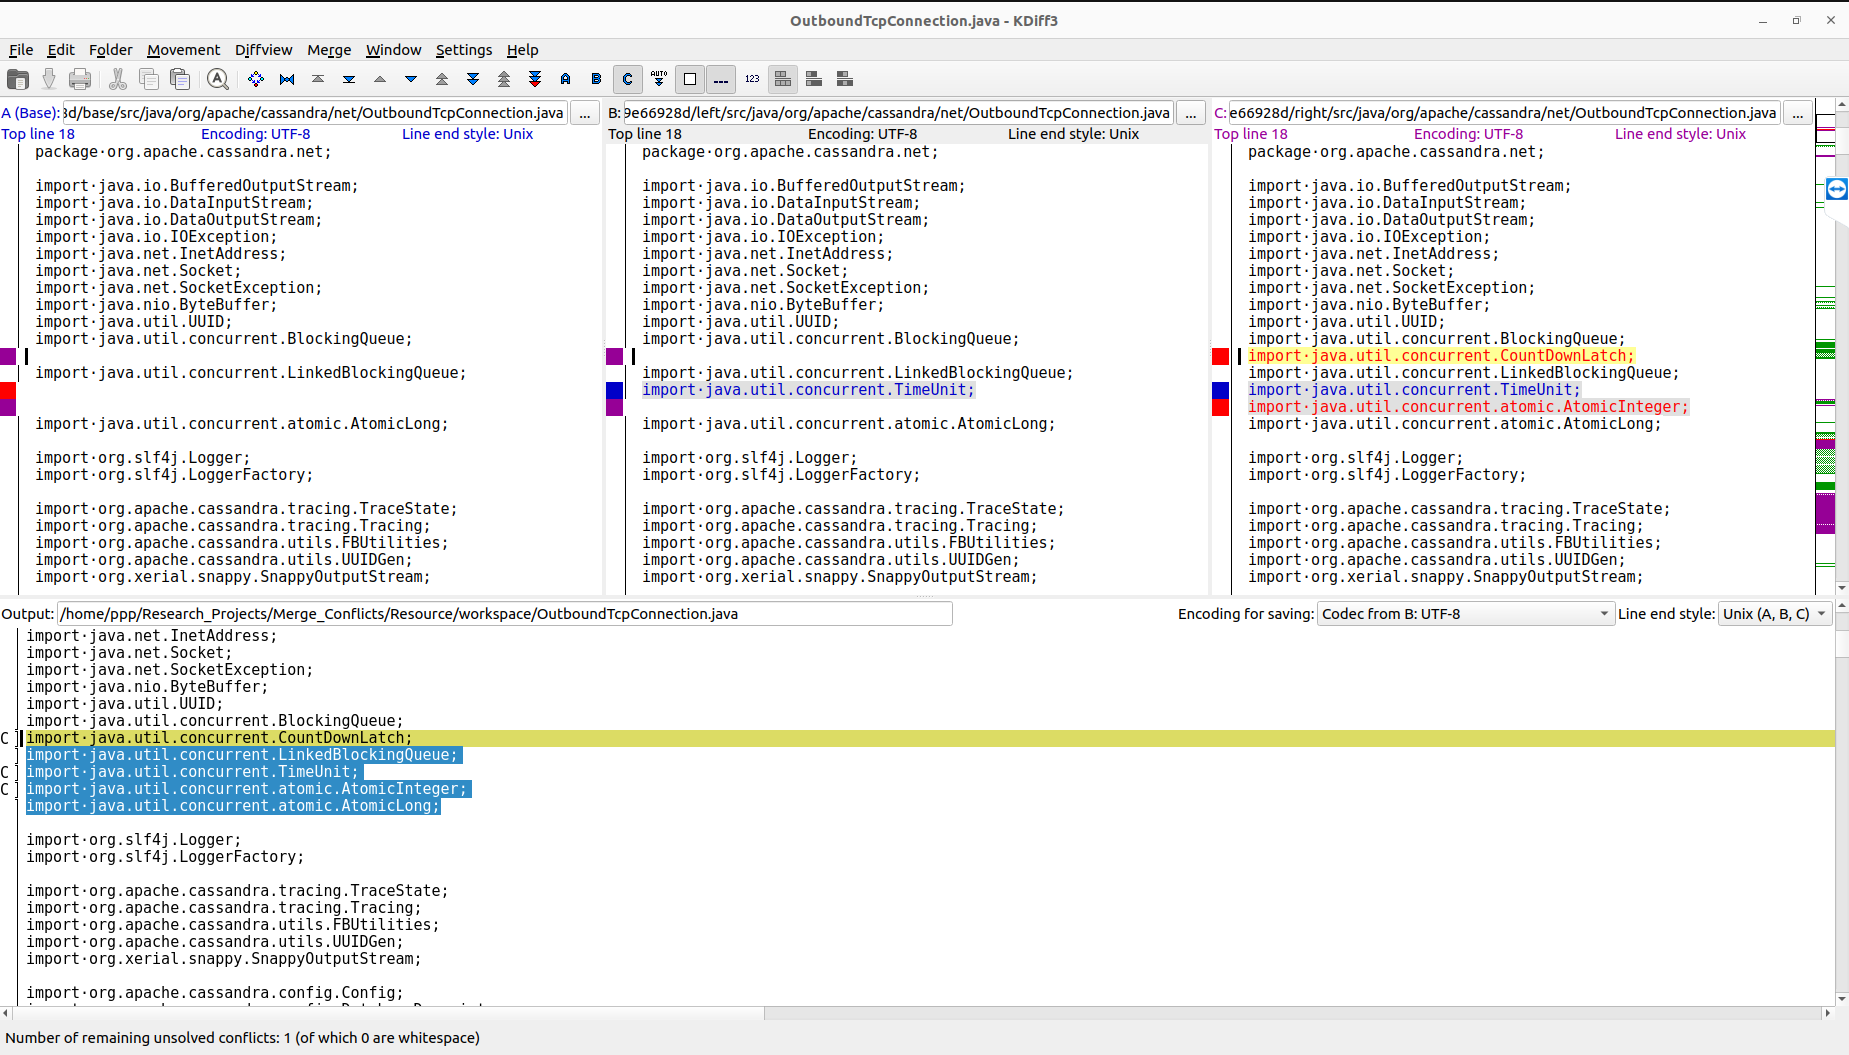 OutboundTcpConnection.java - KDiff3
File Edit Folder Movement Diffview Merge Window Settings Help
A B C AUTO 123
A (Base): 3d/base/src/java/org/apache/cassandra/net/OutboundTcpConnection.java ...
Top line 18 Encoding: UTF-8 Line end style: Unix
package·org.apache.cassandra.net;
import·java.io.BufferedOutputStream;
import·java.io.DataInputStream;
import·java.io.DataOutputStream;
import·java.io.IOException;
import·java.net.InetAddress;
import·java.net.Socket;
import·java.net.SocketException;
import·java.nio.ByteBuffer;
import·java.util.UUID;
import·java.util.concurrent.BlockingQueue;
import·java.util.concurrent.LinkedBlockingQueue;
import·java.util.concurrent.atomic.AtomicLong;
import·org.slf4j.Logger;
import·org.slf4j.LoggerFactory;
import·org.apache.cassandra.tracing.TraceState;
import·org.apache.cassandra.tracing.Tracing;
import·org.apache.cassandra.utils.FBUtilities;
import·org.apache.cassandra.utils.UUIDGen;
import·org.xerial.snappy.SnappyOutputStream;
B: 9e66928d/left/src/java/org/apache/cassandra/net/OutboundTcpConnection.java ...
Top line 18 Encoding: UTF-8 Line end style: Unix
package·org.apache.cassandra.net;
import·java.io.BufferedOutputStream;
import·java.io.DataInputStream;
import·java.io.DataOutputStream;
import·java.io.IOException;
import·java.net.InetAddress;
import·java.net.Socket;
import·java.net.SocketException;
import·java.nio.ByteBuffer;
import·java.util.UUID;
import·java.util.concurrent.BlockingQueue;
import·java.util.concurrent.LinkedBlockingQueue;
import·java.util.concurrent.TimeUnit;
import·java.util.concurrent.atomic.AtomicLong;
import·org.slf4j.Logger;
import·org.slf4j.LoggerFactory;
import·org.apache.cassandra.tracing.TraceState;
import·org.apache.cassandra.tracing.Tracing;
import·org.apache.cassandra.utils.FBUtilities;
import·org.apache.cassandra.utils.UUIDGen;
import·org.xerial.snappy.SnappyOutputStream;
C: e66928d/right/src/java/org/apache/cassandra/net/OutboundTcpConnection.java ...
Top line 18 Encoding: UTF-8 Line end style: Unix
package·org.apache.cassandra.net;
import·java.io.BufferedOutputStream;
import·java.io.DataInputStream;
import·java.io.DataOutputStream;
import·java.io.IOException;
import·java.net.InetAddress;
import·java.net.Socket;
import·java.net.SocketException;
import·java.nio.ByteBuffer;
import·java.util.UUID;
import·java.util.concurrent.BlockingQueue;
import·java.util.concurrent.CountDownLatch;
import·java.util.concurrent.LinkedBlockingQueue;
import·java.util.concurrent.TimeUnit;
import·java.util.concurrent.atomic.AtomicInteger;
import·java.util.concurrent.atomic.AtomicLong;
import·org.slf4j.Logger;
import·org.slf4j.LoggerFactory;
import·org.apache.cassandra.tracing.TraceState;
import·org.apache.cassandra.tracing.Tracing;
import·org.apache.cassandra.utils.FBUtilities;
import·org.apache.cassandra.utils.UUIDGen;
import·org.xerial.snappy.SnappyOutputStream;
Output: /home/ppp/Research_Projects/Merge_Conflicts/Resource/workspace/OutboundTcpConnection.java Encoding for saving: Codec from B: UTF-8 Line end style: Unix (A, B, C)
import·java.net.InetAddress;
import·java.net.Socket;
import·java.net.SocketException;
import·java.nio.ByteBuffer;
import·java.util.UUID;
import·java.util.concurrent.BlockingQueue;
C import·java.util.concurrent.CountDownLatch;
import·java.util.concurrent.LinkedBlockingQueue;
C import·java.util.concurrent.TimeUnit;
C import·java.util.concurrent.atomic.AtomicInteger;
import·java.util.concurrent.atomic.AtomicLong;
import·org.slf4j.Logger;
import·org.slf4j.LoggerFactory;
import·org.apache.cassandra.tracing.TraceState;
import·org.apache.cassandra.tracing.Tracing;
import·org.apache.cassandra.utils.FBUtilities;
import·org.apache.cassandra.utils.UUIDGen;
import·org.xerial.snappy.SnappyOutputStream;
import·org.apache.cassandra.config.Config;
Number of remaining unsolved conflicts: 1 (of which 0 are whitespace)